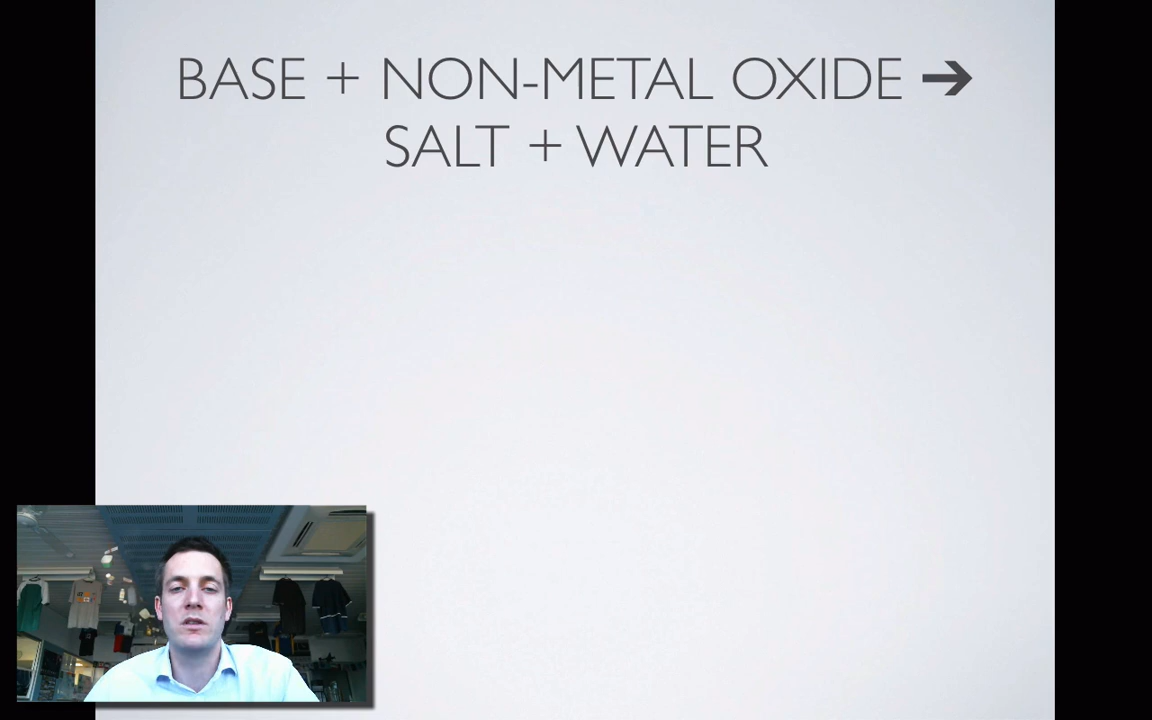 BASE + NON-METAL OXIDE ➔
SALT + WATER